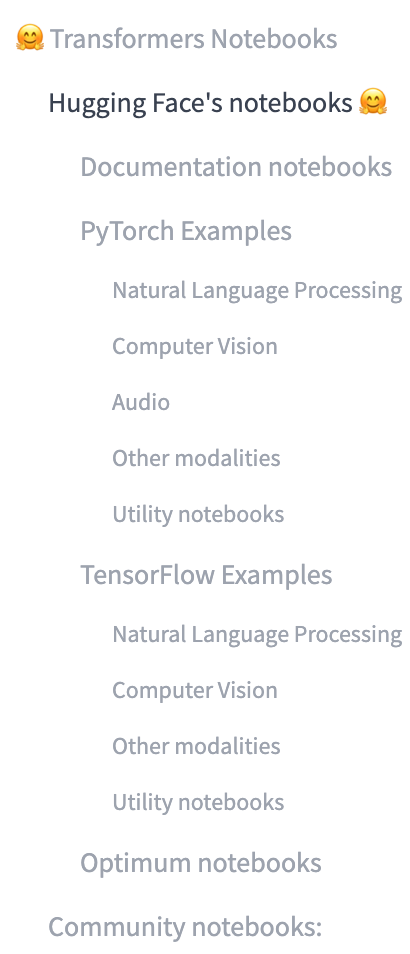 🤗 Transformers Notebooks
Hugging Face's notebooks 🤗
Documentation notebooks
PyTorch Examples
Natural Language Processing
Computer Vision
Audio
Other modalities
Utility notebooks
TensorFlow Examples
Natural Language Processing
Computer Vision
Other modalities
Utility notebooks
Optimum notebooks
Community notebooks: